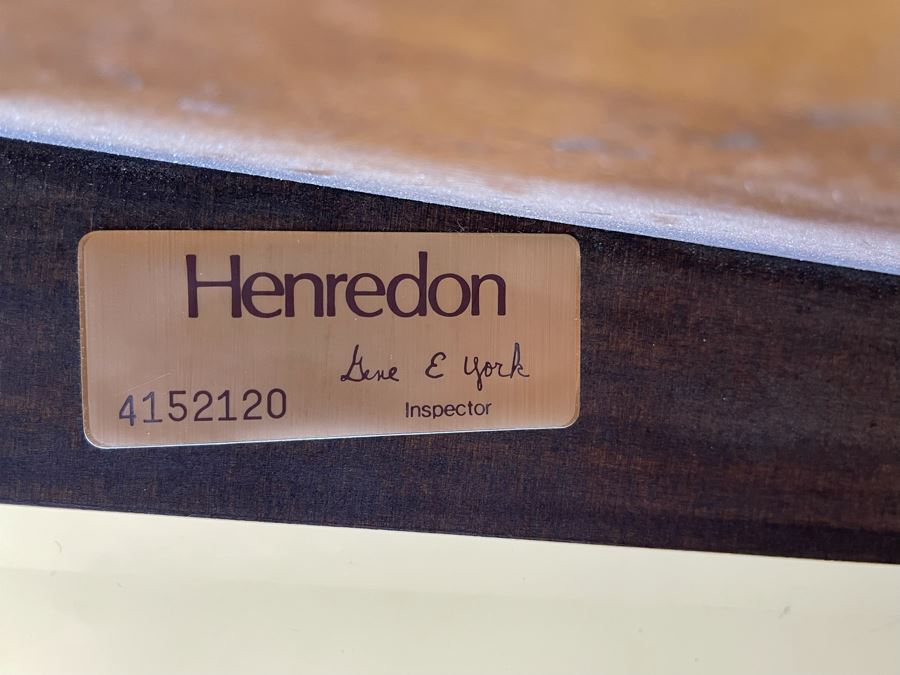 Henredon
Gene E York
4152120
Inspector